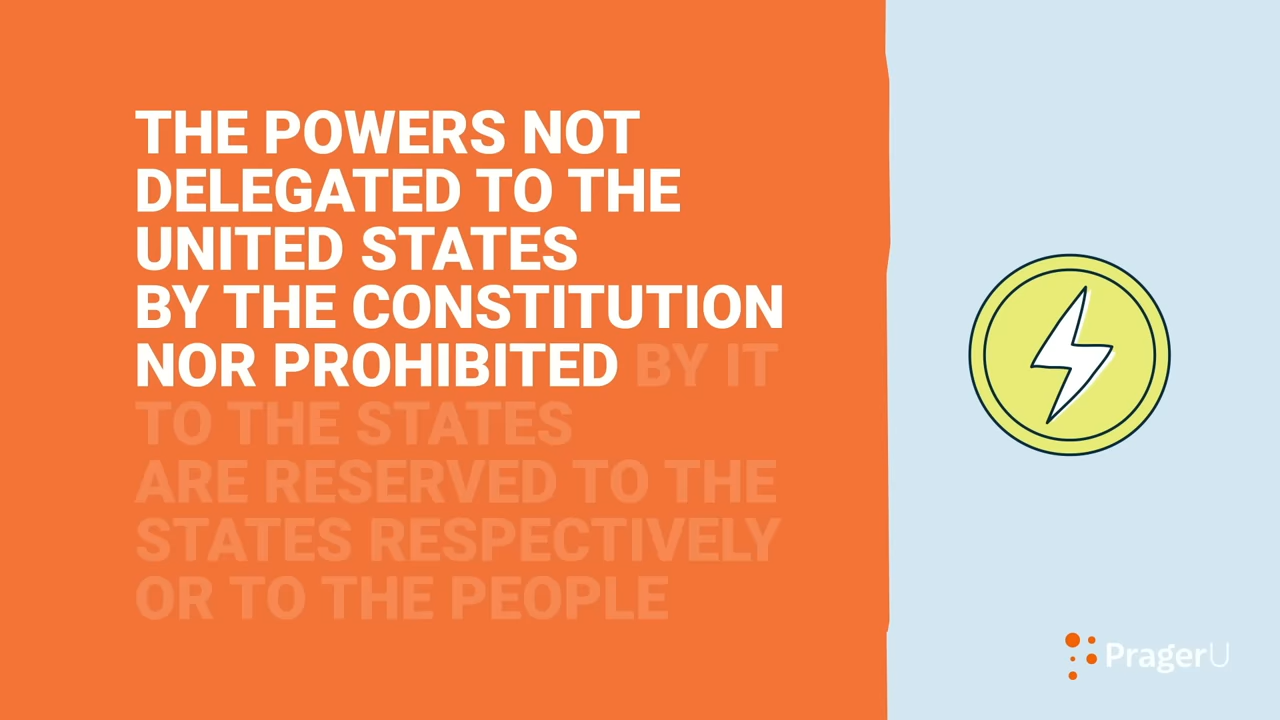 THE POWERS NOT
DELEGATED TO THE
UNITED STATES
BY THE CONSTITUTION
NOR PROHIBITED BY IT
TO THE STATES
ARE RESERVED TO THE
STATES RESPECTIVELY
OR TO THE PEOPLE
PragerU